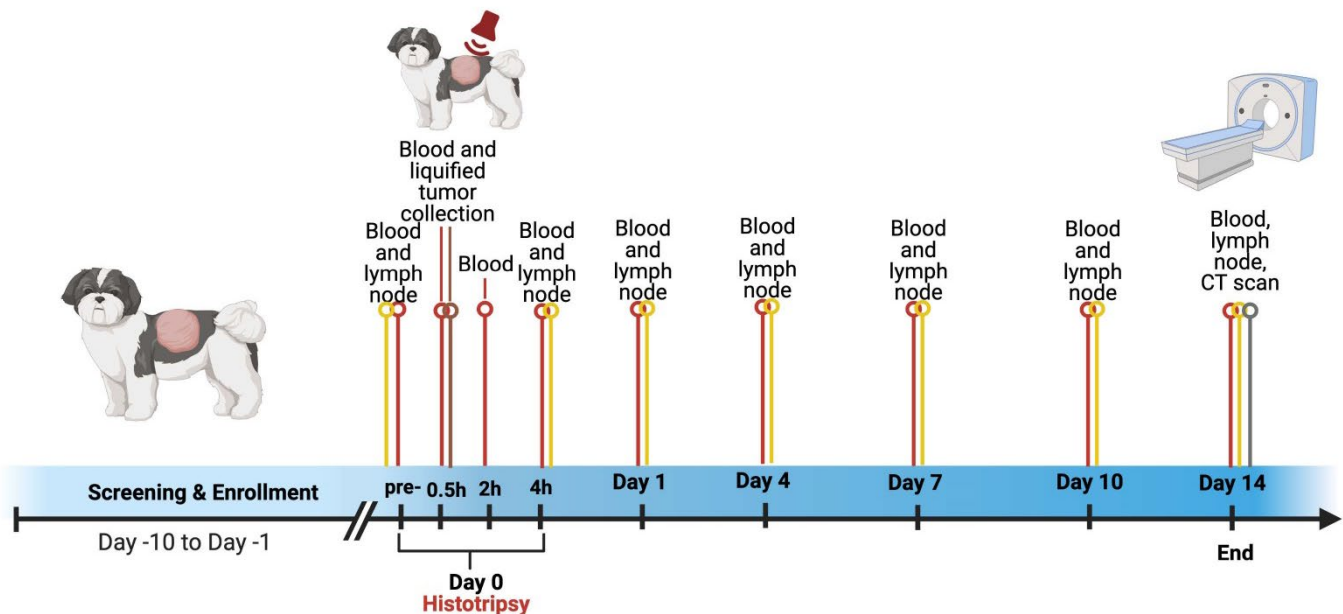 Blood and
liquified
tumor
collection
Blood
and
lymph
node
Blood
Blood
and
lymph
node
Blood
and
lymph
node
Blood
and
lymph
node
Blood
and
lymph
node
Blood
and
lymph
node
Blood,
lymph
node,
CT scan
Screening & Enrollment
pre-
0.5h
2h
4h
Day 1
Day 4
Day 7
Day 10
Day 14
Day -10 to Day -1
Day 0
Histotripsy
End